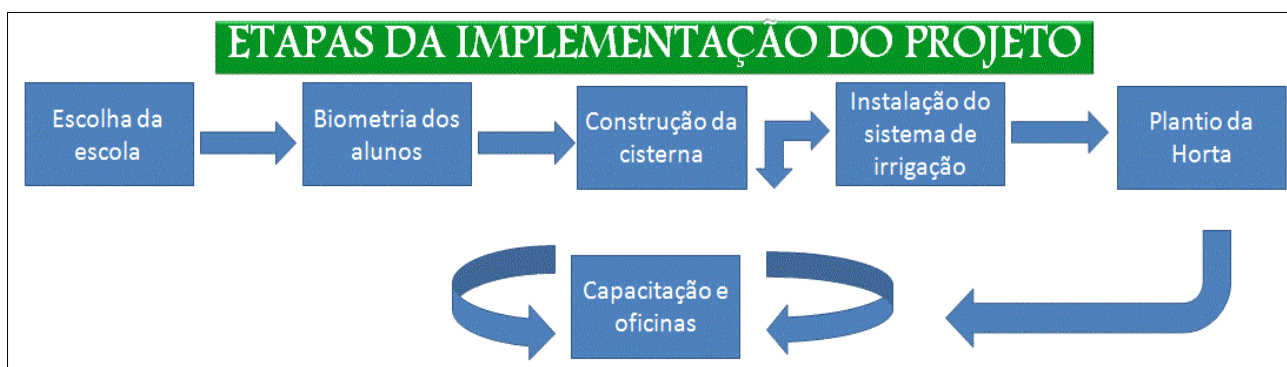 ETAPAS DA IMPLEMENTAÇÃO DO PROJETO
Escolha da
escola
Biometria dos
alunos
Construção da
cisterna
Instalação do
sistema de
irrigação
Plantio da
Horta
Capacitação e
oficinas